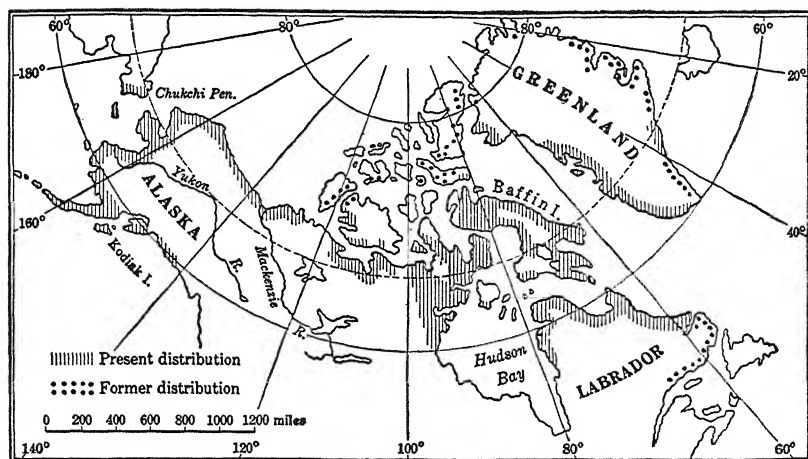 60°
80°
80°
60°
180°
20°
Chukchi Pen.
GREENLAND
Yukon
ALASKA
Baffin I.
160°
40°
Kodiak I.
R.
Mackenzie
R.
Present distribution
Former distribution
Hudson
Bay
LABRADOR
0 200 400 600 800 1000 1200 miles
140° 120° 100° 80° 60°